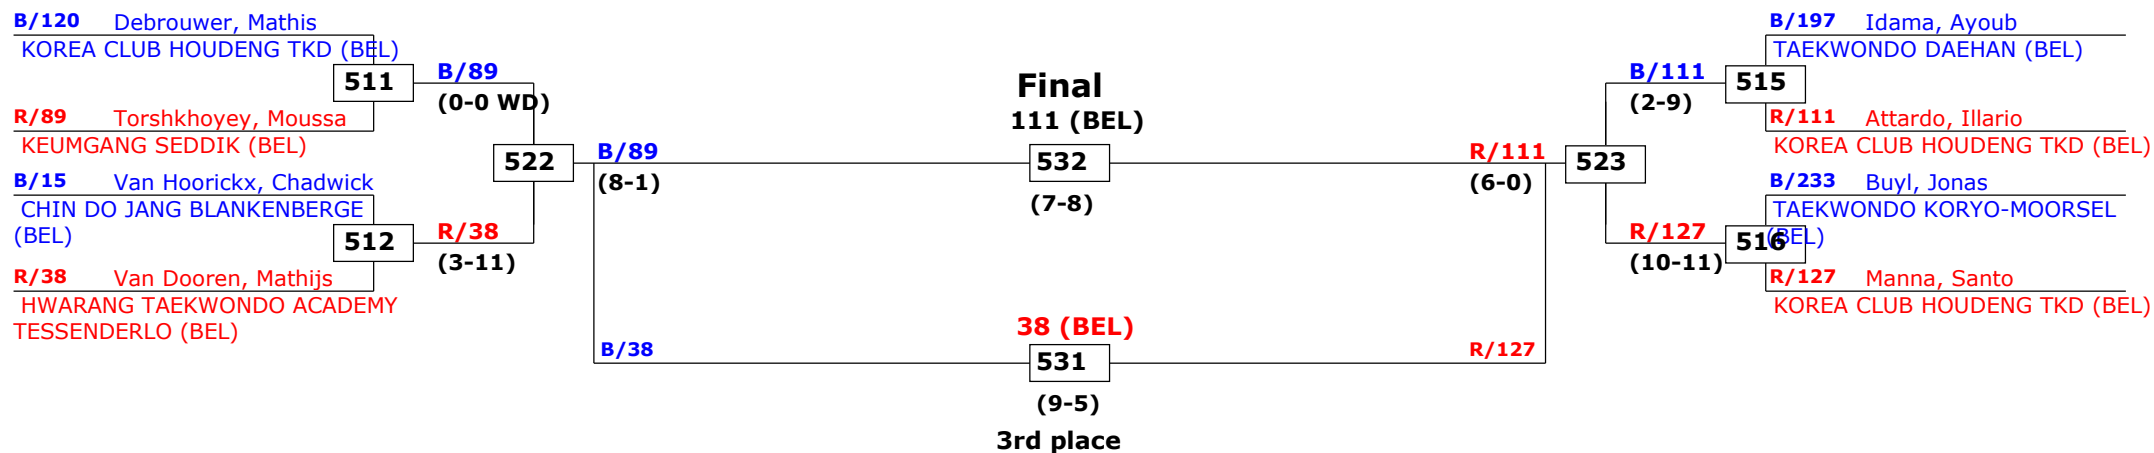 B/120 Debrouwer, Mathis
KOREA CLUB HOUDENG TKD (BEL)
511
R/89 Torshkhoyey, Moussa
KEUMGANG SEDDIK (BEL)
B/89
(0-0 WD)
B/15 Van Hoorickx, Chadwick
CHIN DO JANG BLANKENBERGE
(BEL)
512
R/38 Van Dooren, Mathijs
HWARANG TAEKWONDO ACADEMY
TESSENDERLO (BEL)
R/38
(3-11)
522
B/89
(8-1)
Final
111 (BEL)
532
(7-8)
B/38
38 (BEL)
531
(9-5)
3rd place
R/127
R/111
(6-0)
523
B/111
(2-9)
R/127
(10-11)
B/197 Idama, Ayoub
TAEKWONDO DAEHAN (BEL)
515
R/111 Attardo, Illario
KOREA CLUB HOUDENG TKD (BEL)
B/233 Buyl, Jonas
TAEKWONDO KORYO-MOORSEL
(BEL)
516
R/127 Manna, Santo
KOREA CLUB HOUDENG TKD (BEL)